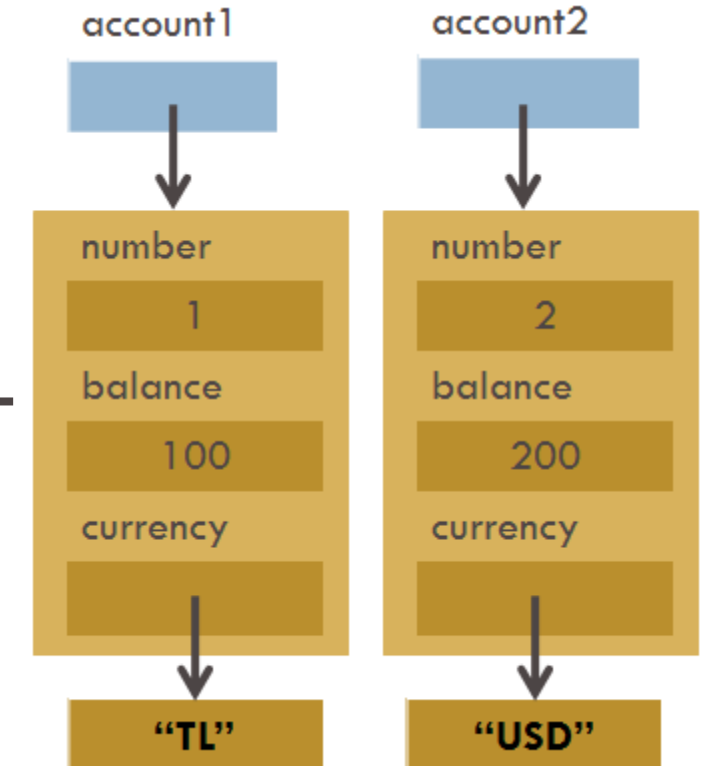 account1
number
1
balance
100
currency
“TL”
account2
number
2
balance
200
currency
“USD”